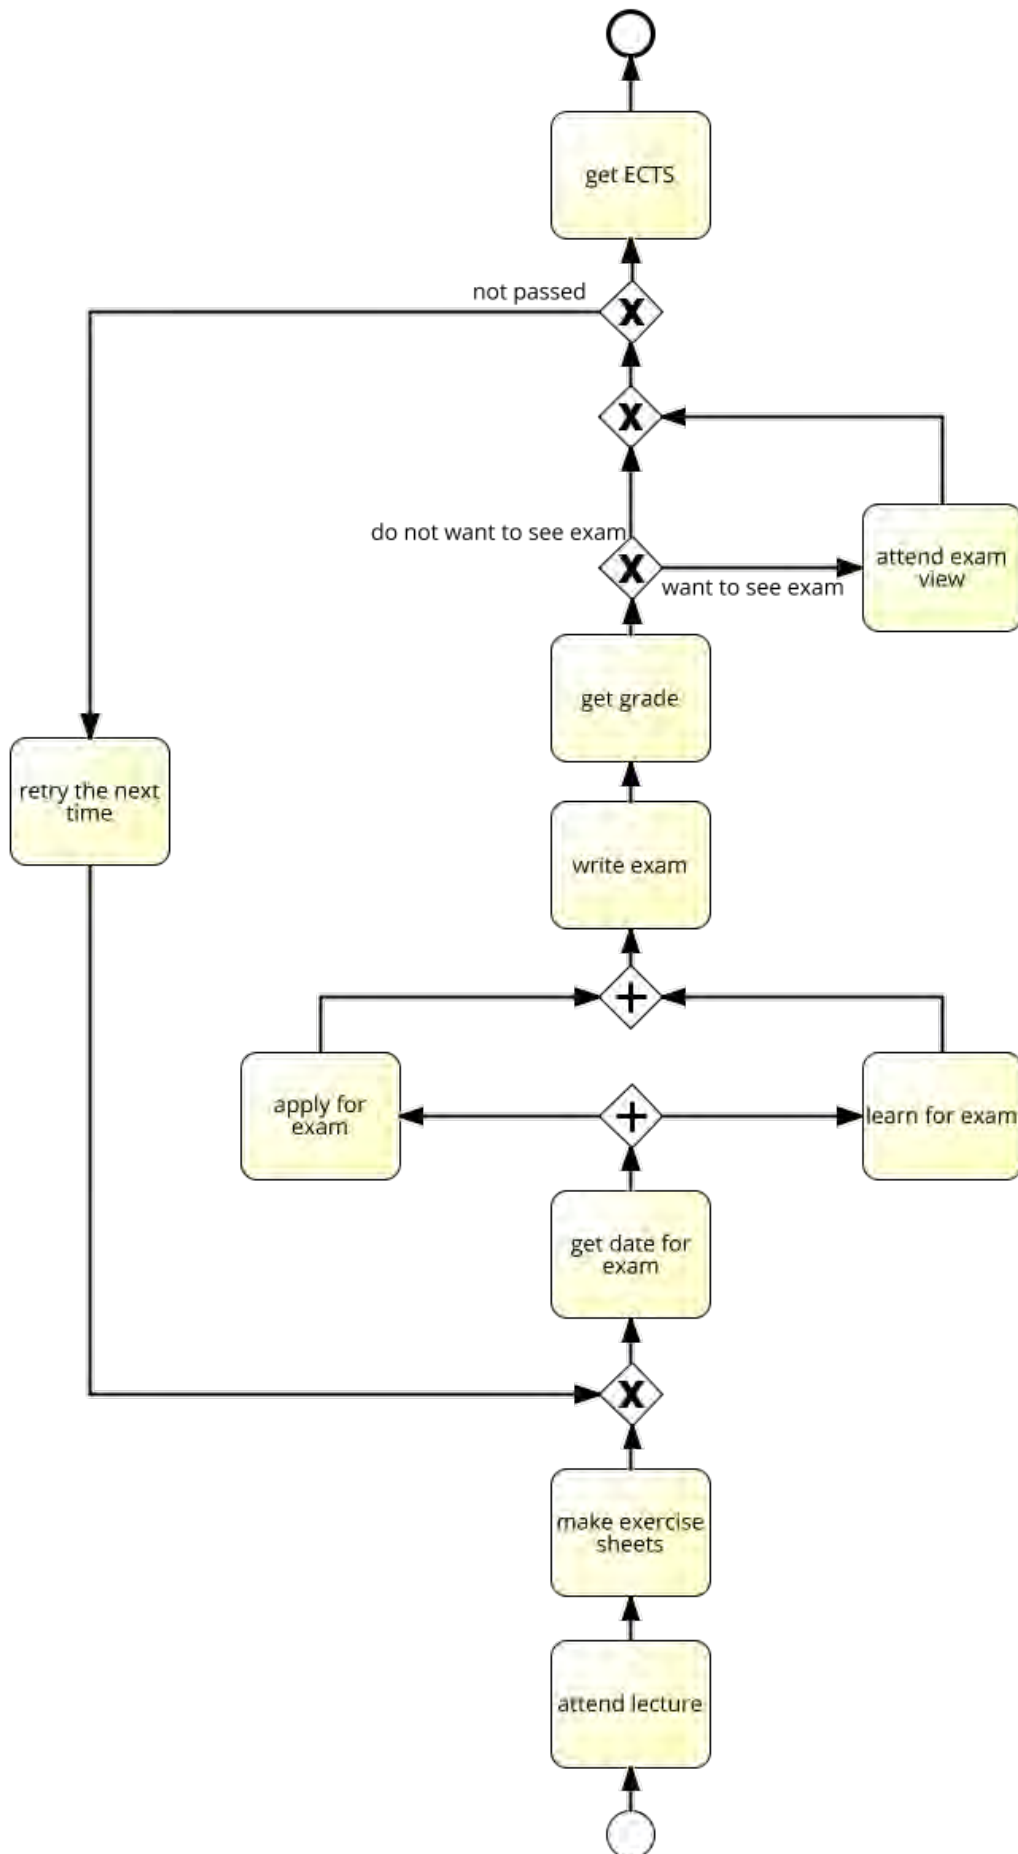 get ECTS
not passed
do not want to see exam
want to see exam
attend exam
view
get grade
retry the next
time
write exam
apply for
exam
learn for exam
get date for
exam
make exercise
sheets
attend lecture